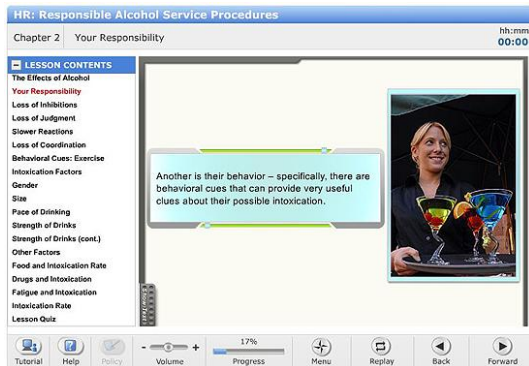 HR: Responsible Alcohol Service Procedures
Chapter 2 Your Responsibility
hh:mm
00:00
LESSON CONTENTS
The Effects of Alcohol
Your Responsibility
Loss of Inhibitions
Loss of Judgment
Slower Reactions
Loss of Coordination
Behavioral Cues: Exercise
Intoxication Factors
Gender
Size
Pace of Drinking
Strength of Drinks
Strength of Drinks (cont.)
Other Factors
Food and Intoxication Rate
Drugs and Intoxication
Fatigue and Intoxication
Intoxication Rate
Lesson Quiz
Another is their behavior – specifically, there are
behavioral cues that can provide very useful
clues about their possible intoxication.
- +
17%
Tutorial Help Policy Volume Progress Menu Replay Back Forward